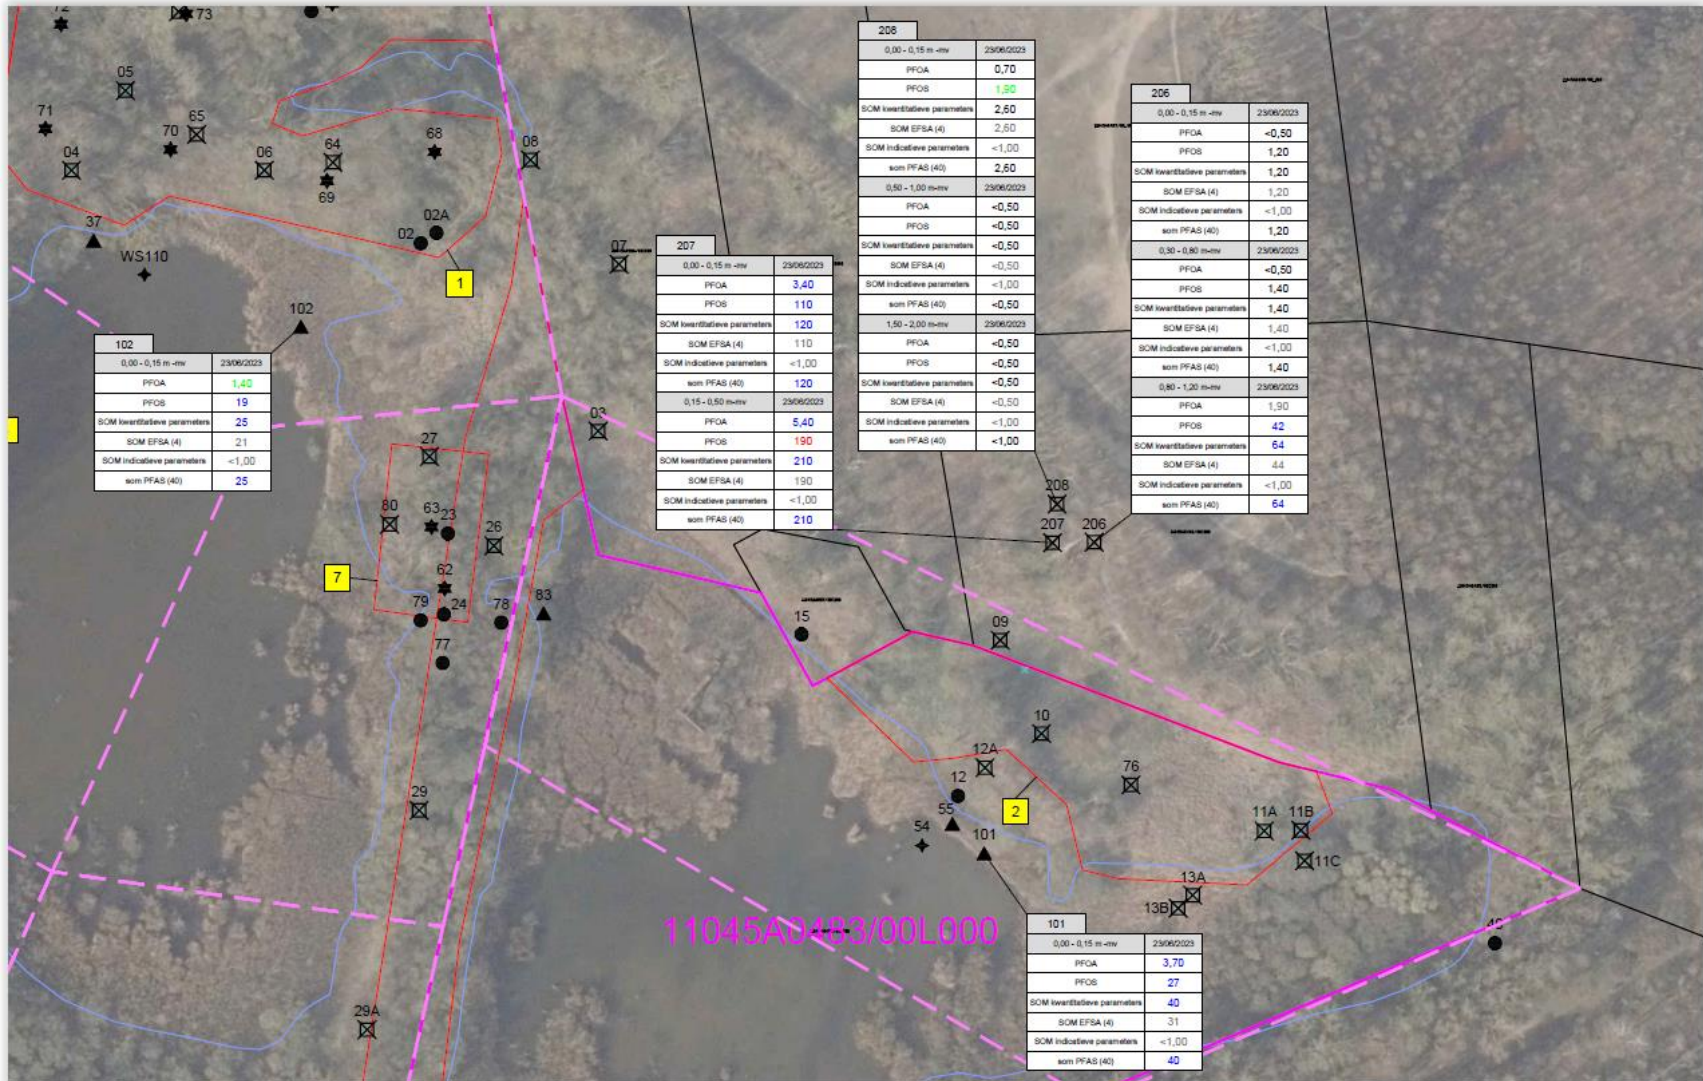 72
73
05
71
70
65
04
06
64
69
68
08
02A
02
37
WS110
1
07
102
102
0,00 - 0,15 m -mv 23/06/2023
PFOA 1,40
PFOS 19
SOM kwantitatieve parameters 25
SOM EFSA (4) 21
SOM indicatieve parameters <1,00
som PFAS (40) 25
207
0,00 - 0,15 m -mv 23/06/2023
PFOA 3,40
PFOS 110
SOM kwantitatieve parameters 120
SOM EFSA (4) 110
SOM indicatieve parameters <1,00
som PFAS (40) 120
0,15 - 0,50 m-mv 23/06/2023
PFOA 5,40
PFOS 190
SOM kwantitatieve parameters 210
SOM EFSA (4) 190
SOM indicatieve parameters <1,00
som PFAS (40) 210
208
0,00 - 0,15 m -mv 23/06/2023
PFOA 0,70
PFOS 1,90
SOM kwantitatieve parameters 2,60
SOM EFSA (4) 2,60
SOM indicatieve parameters <1,00
som PFAS (40) 2,60
0,50 - 1,00 m-mv 23/06/2023
PFOA <0,50
PFOS <0,50
SOM kwantitatieve parameters <0,50
SOM EFSA (4) <0,50
SOM indicatieve parameters <1,00
som PFAS (40) <0,50
1,50 - 2,00 m-mv 23/06/2023
PFOA <0,50
PFOS <0,50
SOM kwantitatieve parameters <0,50
SOM EFSA (4) <0,50
SOM indicatieve parameters <1,00
som PFAS (40) <1,00
206
0,00 - 0,15 m -mv 23/06/2023
PFOA <0,50
PFOS 1,20
SOM kwantitatieve parameters 1,20
SOM EFSA (4) 1,20
SOM indicatieve parameters <1,00
som PFAS (40) 1,20
0,30 - 0,80 m-mv 23/06/2023
PFOA <0,50
PFOS 1,40
SOM kwantitatieve parameters 1,40
SOM EFSA (4) 1,40
SOM indicatieve parameters <1,00
som PFAS (40) 1,40
0,80 - 1,20 m-mv 23/06/2023
PFOA 1,90
PFOS 42
SOM kwantitatieve parameters 64
SOM EFSA (4) 44
SOM indicatieve parameters <1,00
som PFAS (40) 64
03
27
80
63
23
26
208
207
206
7
62
79
24
78
83
77
15
09
10
12A
76
12
29
55
2
54
101
11A
11B
11C
13A
13B
11045A0483/00L000
29A
101
0,00 - 0,15 m -mv 23/06/2023
PFOA 3,70
PFOS 27
SOM kwantitatieve parameters 40
SOM EFSA (4) 31
SOM indicatieve parameters <1,00
som PFAS (40) 40